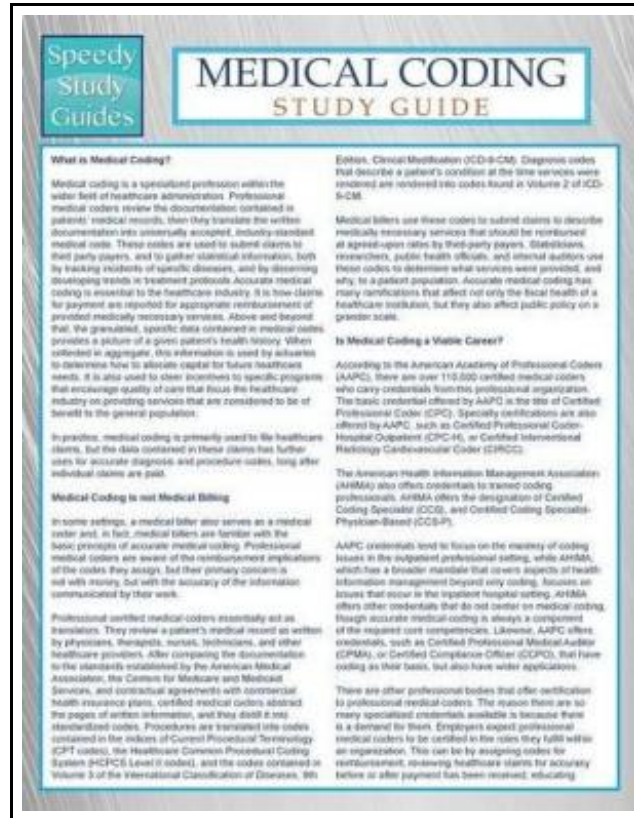 Speedy
Study
Guides
MEDICAL CODING
STUDY GUIDE
What is Medical Coding?
Medical coding is a specialized profession within the
wider field of healthcare administration. Professional
medical coders review the documentation contained in
patients' medical records, then they translate the written
documentation into universally accepted, industry-standard
medical code. These codes are used to submit claims to
third party payers, and to gather statistical information, both
by tracking incidents of specific diseases, and by discerning
developing trends in treatment protocols. Accurate medical
coding is essential to the healthcare industry. It is how claims
for payment are reported for appropriate reimbursement of
provided medically necessary services. Above and beyond
that, the granulated, specific data contained in medical codes
provides a picture of a given patient's health history. When
collected in aggregate, this information is used by actuaries
to determine how to allocate capital for future healthcare
needs. It is also used to steer incentives to specific programs
that encourage quality of care that focus the healthcare
industry on providing services that are considered to be of
benefit to the general population.
In practice, medical coding is primarily used to file healthcare
claims, but the data contained in these claims has further
uses for accurate diagnosis and procedure codes, long after
individual claims are paid.
Medical Coding is not Medical Billing
In some settings, a medical biller also serves as a medical
coder and, in fact, medical billers are familiar with the
basic precepts of accurate medical coding. Professional
medical coders are aware of the reimbursement implications
of the codes they assign, but their primary concern is
not with money, but with the accuracy of the information
communicated by their work.
Professional certified medical coders essentially act as
translators. They review a patient's medical record as written
by physicians, therapists, nurses, technicians, and other
healthcare providers. After comparing the documentation
to the standards established by the American Medical
Association, the Centers for Medicare and Medicaid
Services, and contractual agreements with commercial
health insurance plans, certified medical coders abstract
the pages of written information, and they distill it into
standardized codes. Procedures are translated into codes
contained in the indices of Current Procedural Terminology
(CPT codes), the Healthcare Common Procedural Coding
System (HCPCS Level II codes), and the codes contained in
Volume 3 of the International Classification of Diseases, 9th
Edition, Clinical Modification (ICD-9-CM). Diagnosis codes
that describe a patient's condition at the time services were
rendered are rendered into codes found in Volume 2 of ICD-
9-CM.
Medical billers use these codes to submit claims to describe
medically necessary services that should be reimbursed
at agreed-upon rates by third-party payers. Statisticians,
researchers, public health officials, and internal auditors use
these codes to determine what services were provided, and
why, to a patient population. Accurate medical coding has
many ramifications that affect not only the fiscal health of a
healthcare institution, but they also affect public policy on a
grander scale.
Is Medical Coding a Viable Career?
According to the American Academy of Professional Coders
(AAPC), there are over 110,000 certified medical coders
who carry credentials from this professional organization.
The basic credential offered by AAPC is the title of Certified
Professional Coder (CPC). Specialty certifications are also
offered by AAPC, such as Certified Professional Coder-
Hospital Outpatient (CPC-H), or Certified Interventional
Radiology Cardiovascular Coder (CIRCC).
The American Health Information Management Association
(AHIMA) also offers credentials to trained coding
professionals. AHIMA offers the designation of Certified
Coding Specialist (CCS), and Certified Coding Specialist-
Physician-Based (CCS-P).
AAPC credentials tend to focus on the mastery of coding
issues in the outpatient professional setting, while AHIMA,
which has a broader mandate that covers aspects of health
information management beyond only coding, focuses on
issues that occur in the inpatient hospital setting. AHIMA
offers other credentials that do not center on medical coding,
though accurate medical coding is always a component
of the required core competencies. Likewise, AAPC offers
credentials, such as Certified Professional Medical Auditor
(CPMA), or Certified Compliance Officer (CCPO), that have
coding as their basis, but also have wider applications.
There are other professional bodies that offer certification
to professional medical coders. The reason there are so
many specialized credentials available is because there
is a demand for them. Employers expect professional
medical coders to be certified in the roles they fulfill within
an organization. This can be by assigning codes for
reimbursement, reviewing healthcare claims for accuracy
before or after payment has been received, educating